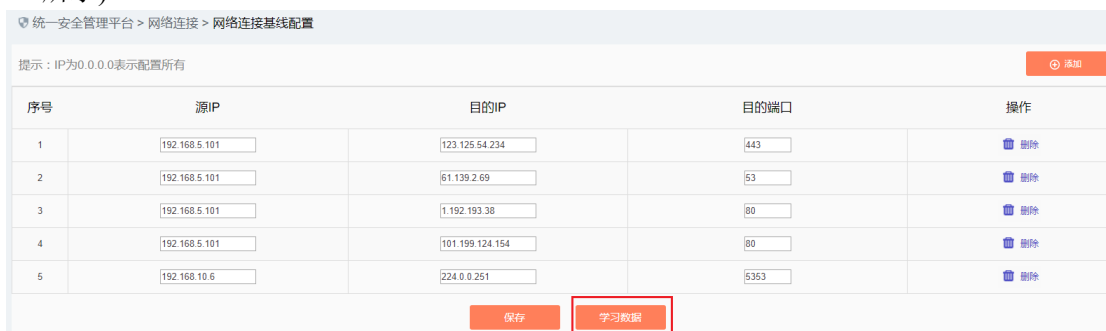 统一安全管理平台 > 网络连接 > 网络连接基线配置
提示：IP为0.0.0.0表示配置所有 添加
序号 源IP 目的IP 目的端口 操作
1 192.168.5.101 123.125.54.234 443 删除
2 192.168.5.101 61.139.2.69 53 删除
3 192.168.5.101 1.192.193.38 80 删除
4 192.168.5.101 101.199.124.154 80 删除
5 192.168.10.6 224.0.0.251 5353 删除
保存 学习数据